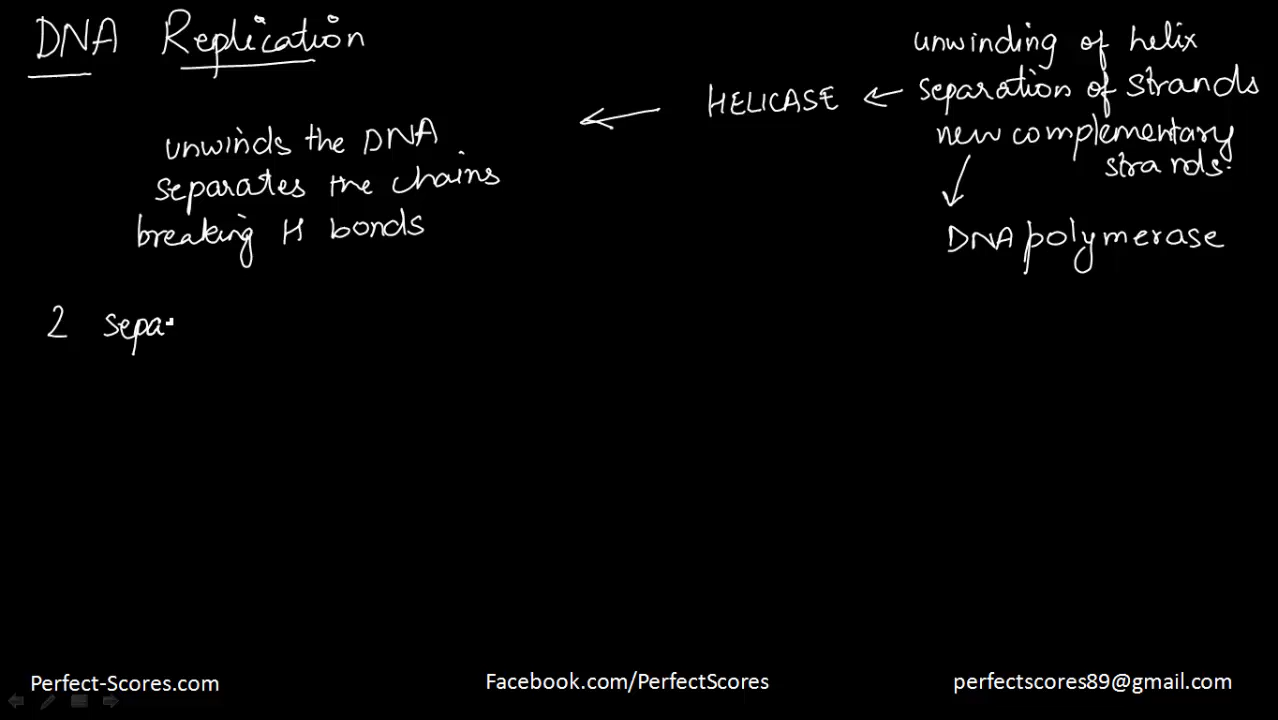 DNA Replication
unwinding of helix
HELICASE ← separation of strands
new complementary
strands.
DNA polymerase
unwinds the DNA
separates the chains
breaking H bonds
2 sepa
Perfect-Scores.com
Facebook.com/PerfectScores
perfectscores89@gmail.com